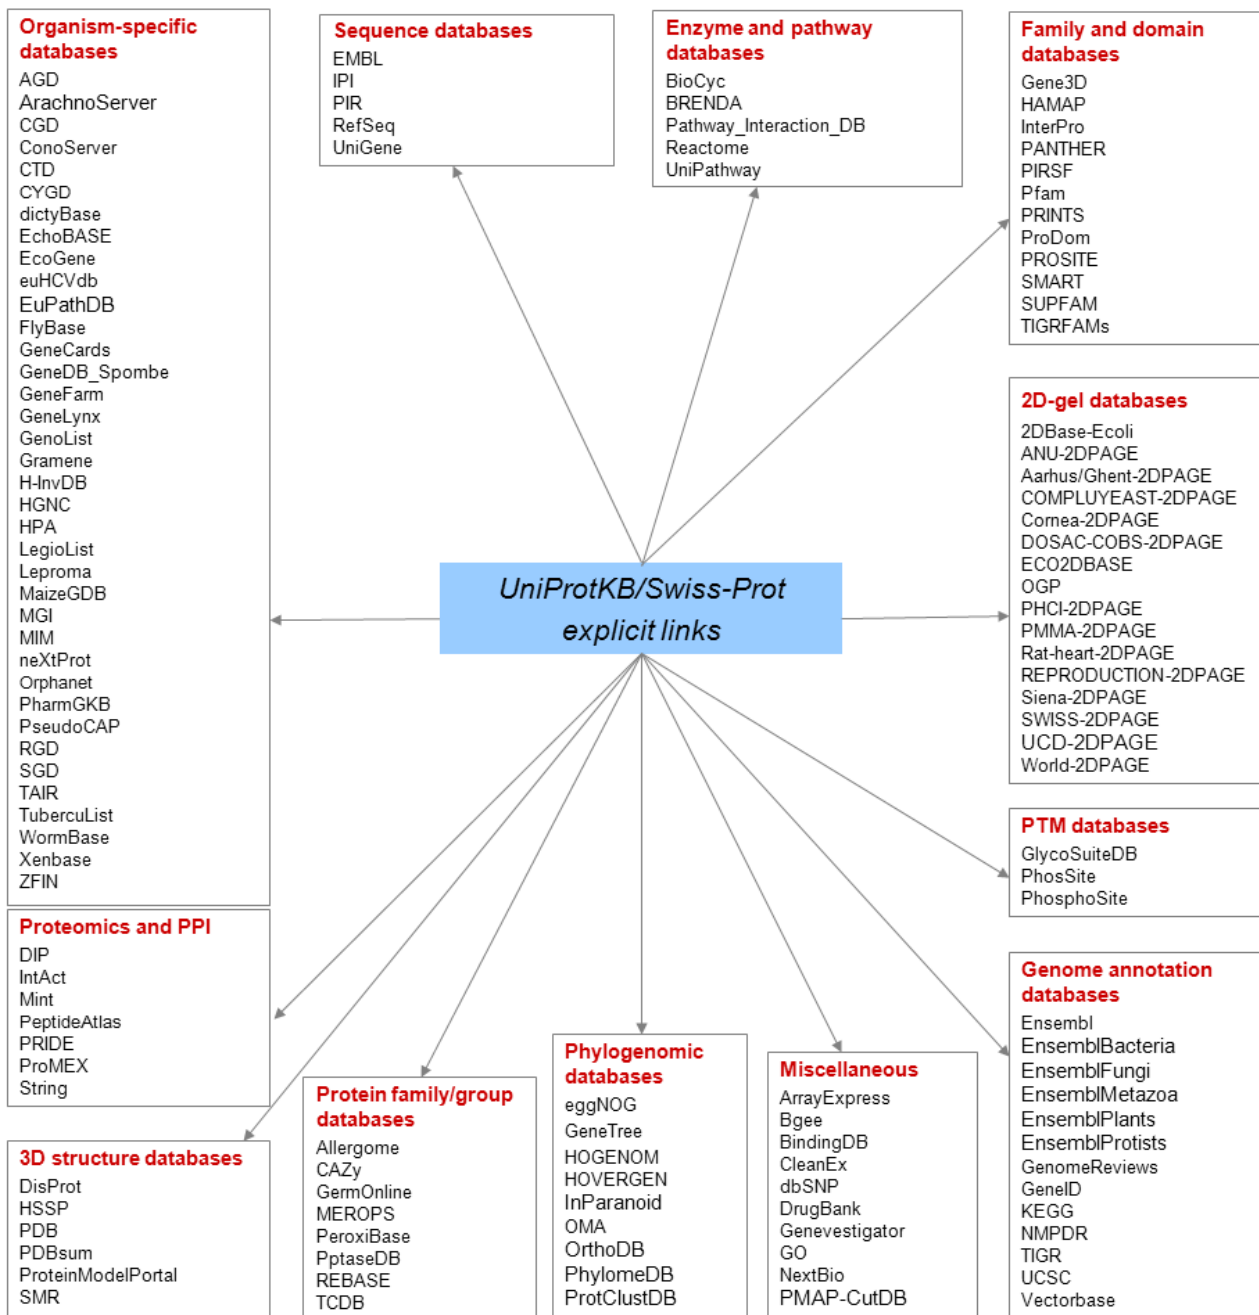 Organism-specific
databases
AGD
ArachnoServer
CGD
ConoServer
CTD
CYGD
dictyBase
EchoBASE
EcoGene
euHCVdb
EuPathDB
FlyBase
GeneCards
GeneDB_Spombe
GeneFarm
GeneLynx
GenoList
Gramene
H-InvDB
HGNC
HPA
LegioList
Leproma
MaizeGDB
MGI
MIM
neXtProt
Orphanet
PharmGKB
PseudoCAP
RGD
SGD
TAIR
TubercuList
WormBase
Xenbase
ZFIN
Sequence databases
EMBL
IPI
PIR
RefSeq
UniGene
Enzyme and pathway
databases
BioCyc
BRENDA
Pathway_Interaction_DB
Reactome
UniPathway
Family and domain
databases
Gene3D
HAMAP
InterPro
PANTHER
PIRSF
Pfam
PRINTS
ProDom
PROSITE
SMART
SUPFAM
TIGRFAMs
2D-gel databases
2DBase-Ecoli
ANU-2DPAGE
Aarhus/Ghent-2DPAGE
COMPLUYEAST-2DPAGE
Cornea-2DPAGE
DOSAC-COBS-2DPAGE
ECO2DBASE
OGP
PHCI-2DPAGE
PMMA-2DPAGE
Rat-heart-2DPAGE
REPRODUCTION-2DPAGE
Siena-2DPAGE
SWISS-2DPAGE
UCD-2DPAGE
World-2DPAGE
UniProtKB/Swiss-Prot
explicit links
PTM databases
GlycoSuiteDB
PhosSite
PhosphoSite
Proteomics and PPI
DIP
IntAct
Mint
PeptideAtlas
PRIDE
ProMEX
String
3D structure databases
DisProt
HSSP
PDB
PDBsum
ProteinModelPortal
SMR
Protein family/group
databases
Allergome
CAZy
GermOnline
MEROPS
PeroxiBase
PptaseDB
REBASE
TCDB
Phylogenomic
databases
eggNOG
GeneTree
HOGENOM
HOVERGEN
InParanoid
OMA
OrthoDB
PhylomeDB
ProtClustDB
Miscellaneous
ArrayExpress
Bgee
BindingDB
CleanEx
dbSNP
DrugBank
Genevestigator
GO
NextBio
PMAP-CutDB
Genome annotation
databases
Ensembl
EnsemblBacteria
EnsemblFungi
EnsemblMetazoa
EnsemblPlants
EnsemblProtists
GenomeReviews
GeneID
KEGG
NMPDR
TIGR
UCSC
Vectorbase